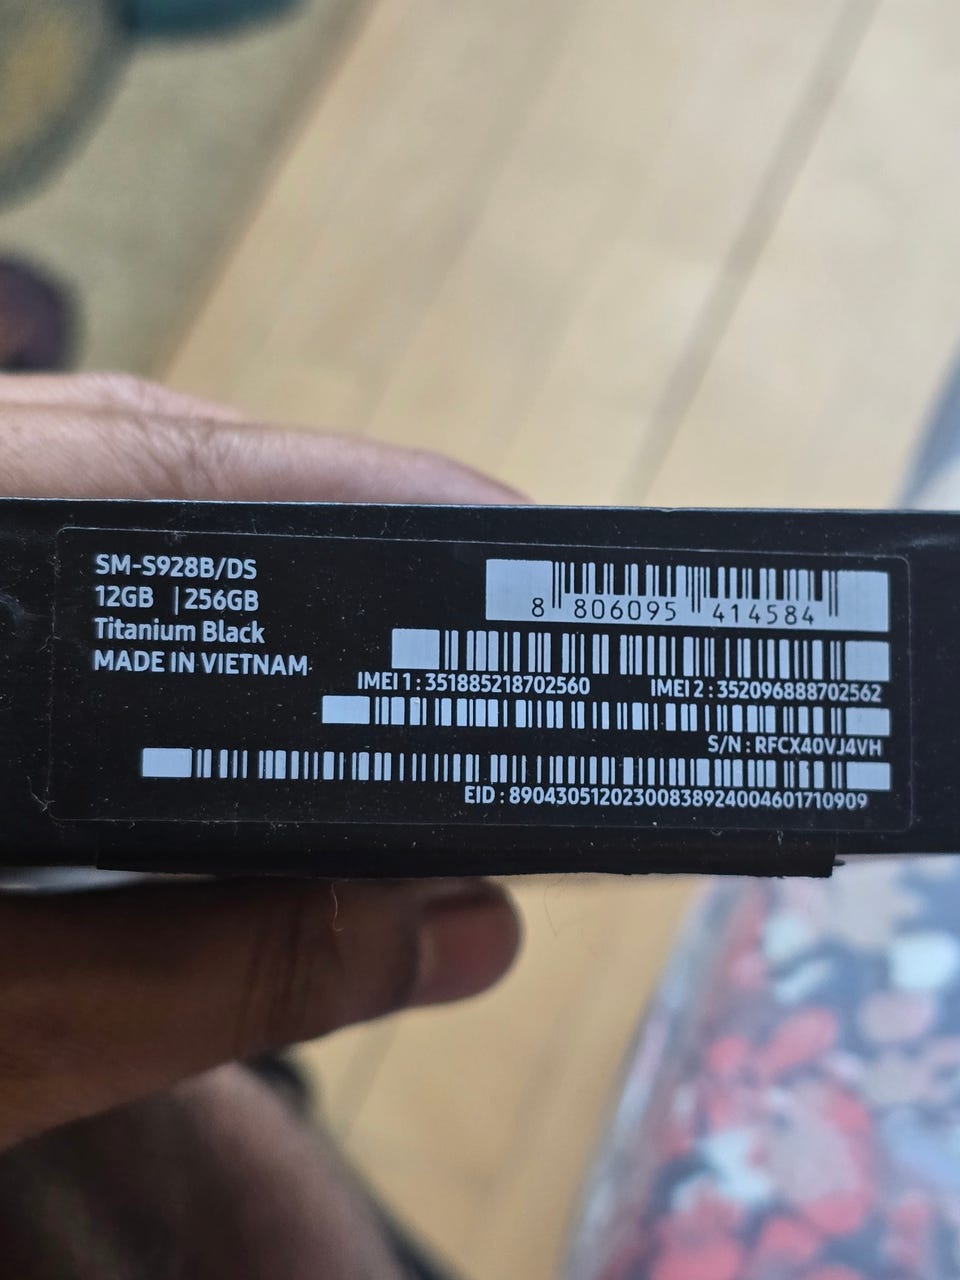 SM-S928B/DS
12GB | 256GB
Titanium Black
MADE IN VIETNAM
8 806095 414584
IMEI 1 : 351885218702560 IMEI 2 : 352096888702562
S/N : RFCX40VJ4VH
EID : 89043051202300838924004601710909